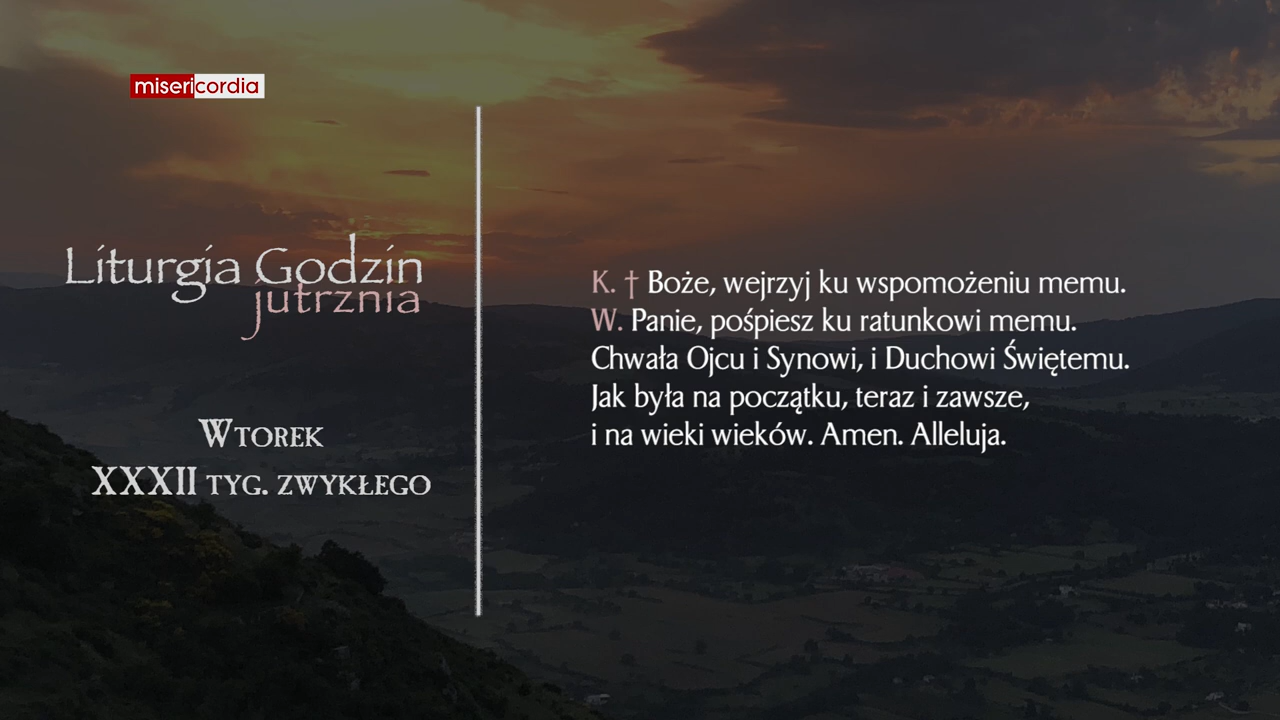 misericordia
Liturgia Godzin
jutrznia
Wtorek
XXXII tyg. zwykłego
K. † Boże, wejrzyj ku wspomożeniu memu.
W. Panie, pośpiesz ku ratunkowi memu.
Chwała Ojcu i Synowi, i Duchowi Świętemu.
Jak była na początku, teraz i zawsze,
i na wieki wieków. Amen. Alleluja.